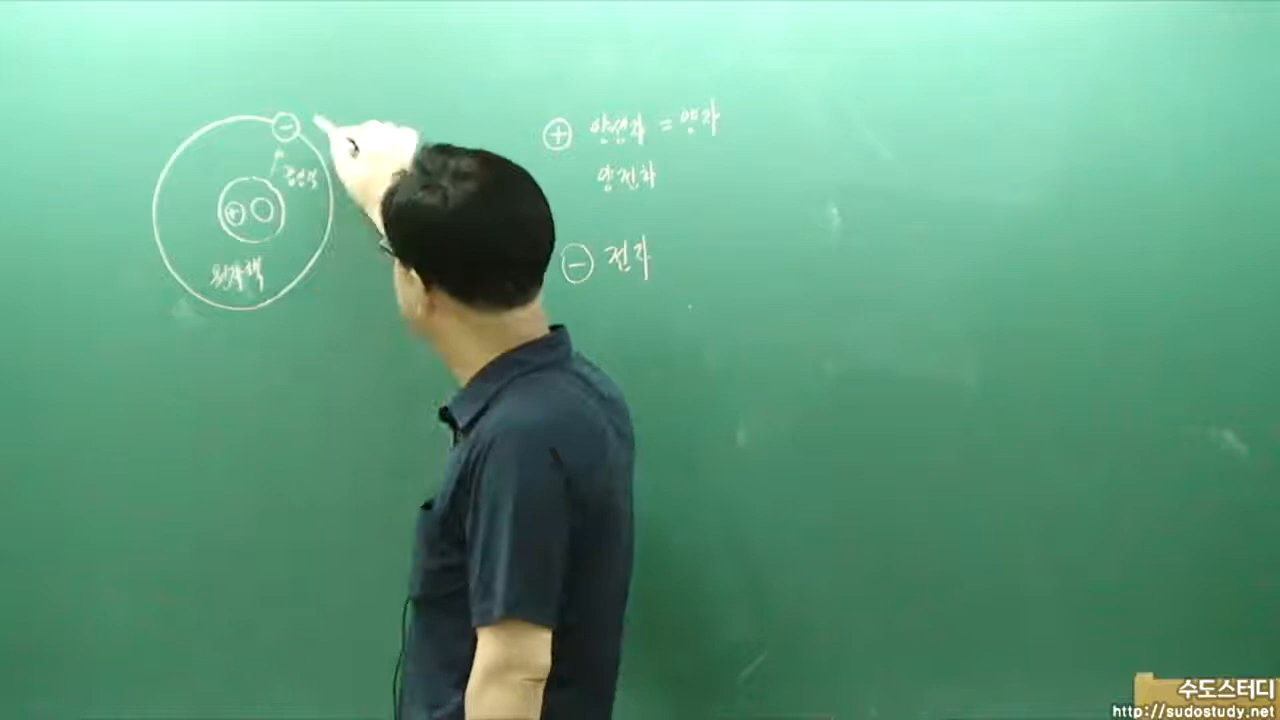 ⊖
⊕ 양성자 = 양자
양전하
⊕
원자핵
⊖ 전자
수도스터디
http://sudostudy.net